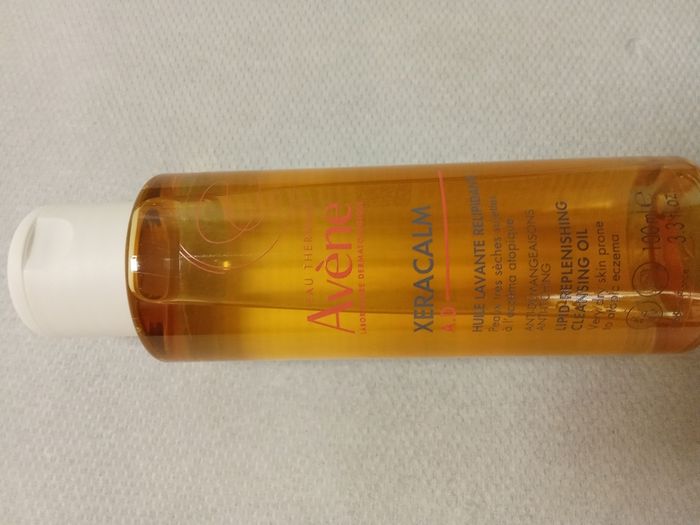 EAU THERMALE
Avène
LABORATOIRE DERMATOLOGIQUE
XERACALM
A.D
HUILE LAVANTE RELIPIDANTE
Peaux très sèches sujettes
à l'eczéma atopique
ANTI-DÉMANGEAISONS
ANTI-ITCHING
LIPID-REPLENISHING
CLEANSING OIL
Very dry skin prone
to atopic eczema
100ml e
3.3 fl.oz